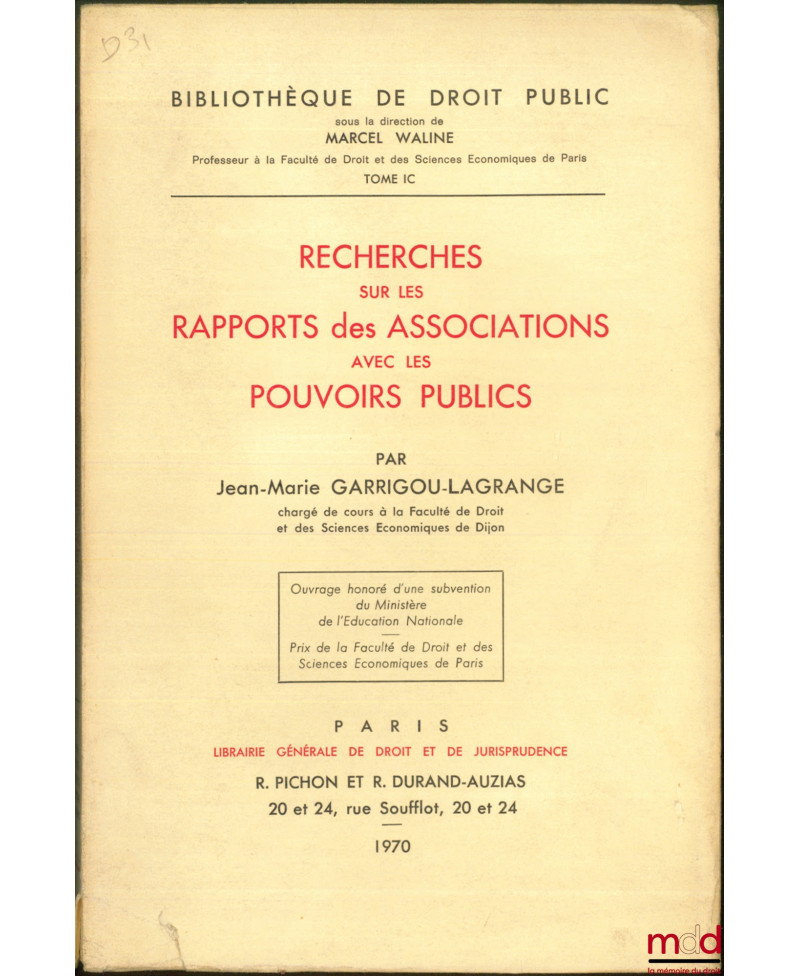 D31
BIBLIOTHÈQUE DE DROIT PUBLIC
sous la direction de
MARCEL WALINE
Professeur à la Faculté de Droit et des Sciences Economiques de Paris
TOME IC
RECHERCHES
SUR LES
RAPPORTS des ASSOCIATIONS
AVEC LES
POUVOIRS PUBLICS
PAR
Jean-Marie GARRIGOU-LAGRANGE
chargé de cours à la Faculté de Droit
et des Sciences Economiques de Dijon
Ouvrage honoré d'une subvention
du Ministère
de l'Education Nationale
Prix de la Faculté de Droit et des
Sciences Economiques de Paris
PARIS
LIBRAIRIE GÉNÉRALE DE DROIT ET DE JURISPRUDENCE
R. PICHON ET R. DURAND-AUZIAS
20 et 24, rue Soufflot, 20 et 24
1970
mdd
la mémoire du droit